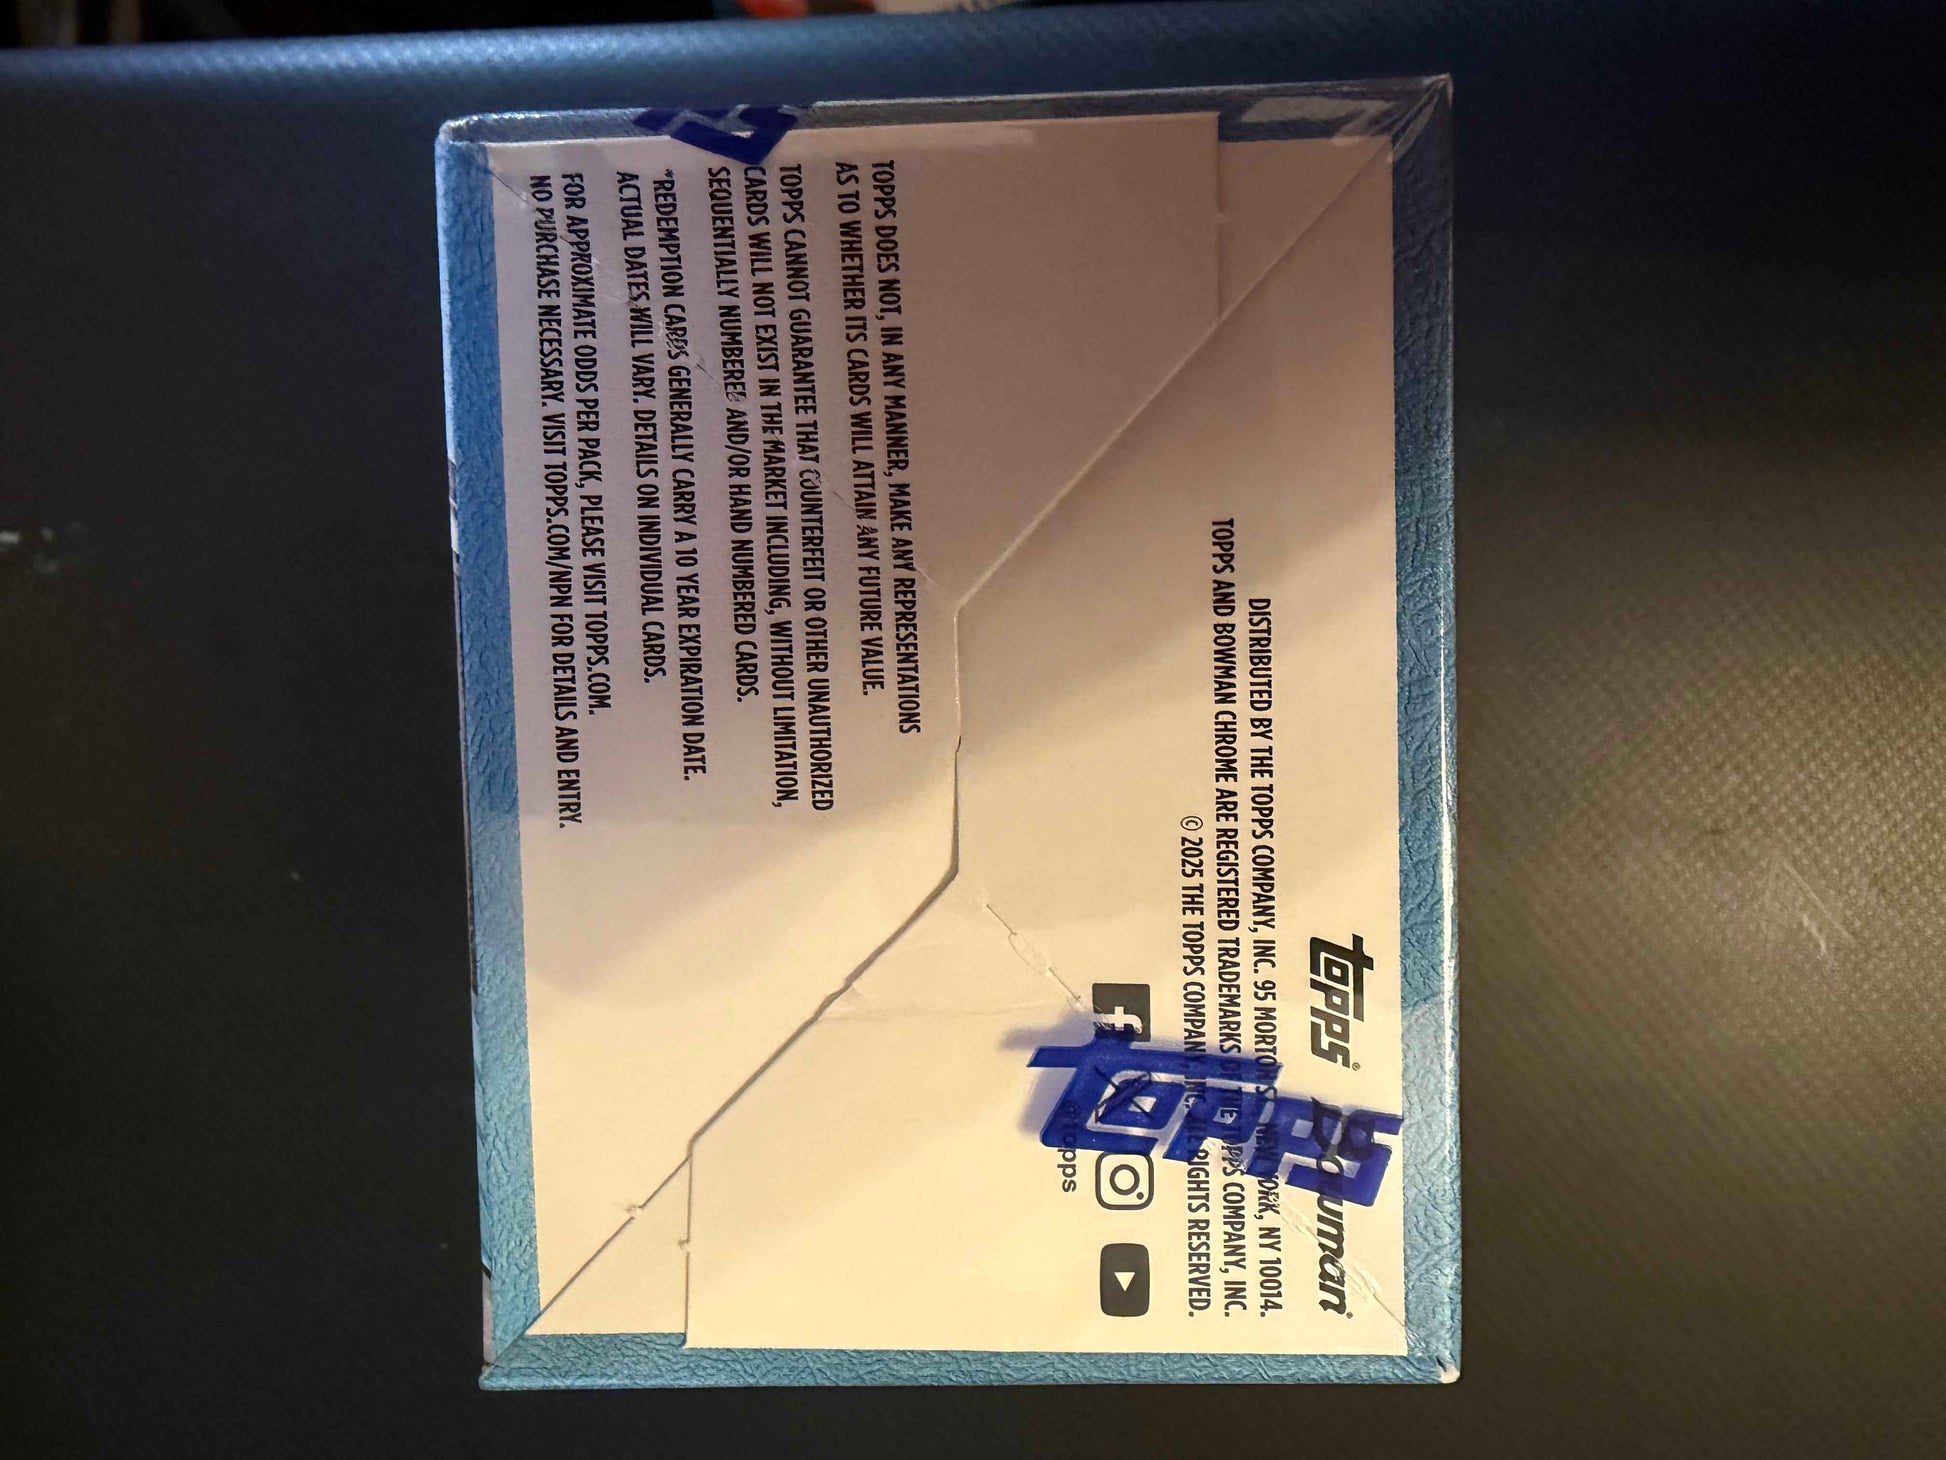 TOPPS DOES NOT, IN ANY MANNER, MAKE ANY REPRESENTATIONS
AS TO WHETHER ITS CARDS WILL ATTAIN ANY FUTURE VALUE.
TOPPS CANNOT GUARANTEE THAT COUNTERFEIT OR OTHER UNAUTHORIZED
CARDS WILL NOT EXIST IN THE MARKET INCLUDING, WITHOUT LIMITATION,
SEQUENTIALLY NUMBERED AND/OR HAND NUMBERED CARDS.
*REDEMPTION CARDS GENERALLY CARRY A 10 YEAR EXPIRATION DATE.
ACTUAL DATES WILL VARY. DETAILS ON INDIVIDUAL CARDS.
FOR APPROXIMATE ODDS PER PACK, PLEASE VISIT TOPPS.COM.
NO PURCHASE NECESSARY. VISIT TOPPS.COM/NPN FOR DETAILS AND ENTRY.
topps® Bowman®
DISTRIBUTED BY THE TOPPS COMPANY, INC. 95 MORTON ST. NEW YORK, NY 10014.
TOPPS AND BOWMAN CHROME ARE REGISTERED TRADEMARKS OF THE TOPPS COMPANY, INC.
© 2025 THE TOPPS COMPANY, INC. ALL RIGHTS RESERVED.
@topps
topps